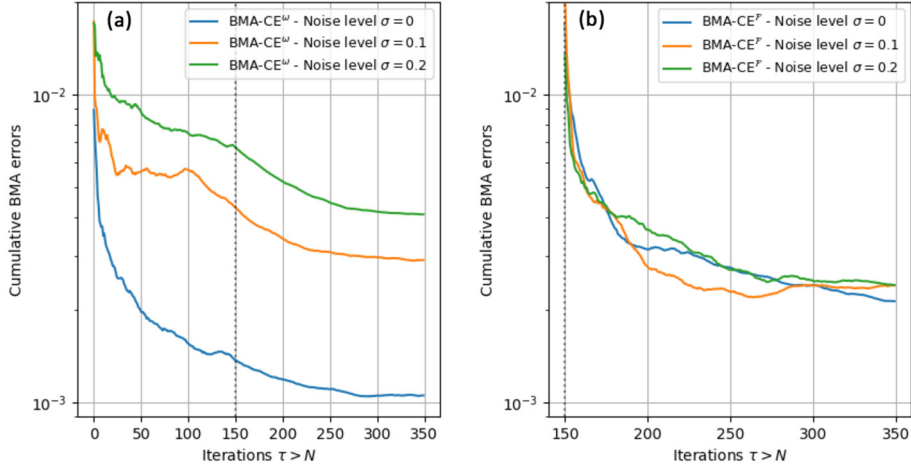 (a)
BMA-CE^ω - Noise level σ = 0
BMA-CE^ω - Noise level σ = 0.1
BMA-CE^ω - Noise level σ = 0.2
Cumulative BMA errors
10⁻²
10⁻³
0 50 100 150 200 250 300 350
Iterations τ > N
(b)
BMA-CE^ℱ - Noise level σ = 0
BMA-CE^ℱ - Noise level σ = 0.1
BMA-CE^ℱ - Noise level σ = 0.2
Cumulative BMA errors
10⁻²
10⁻³
150 200 250 300 350
Iterations τ > N